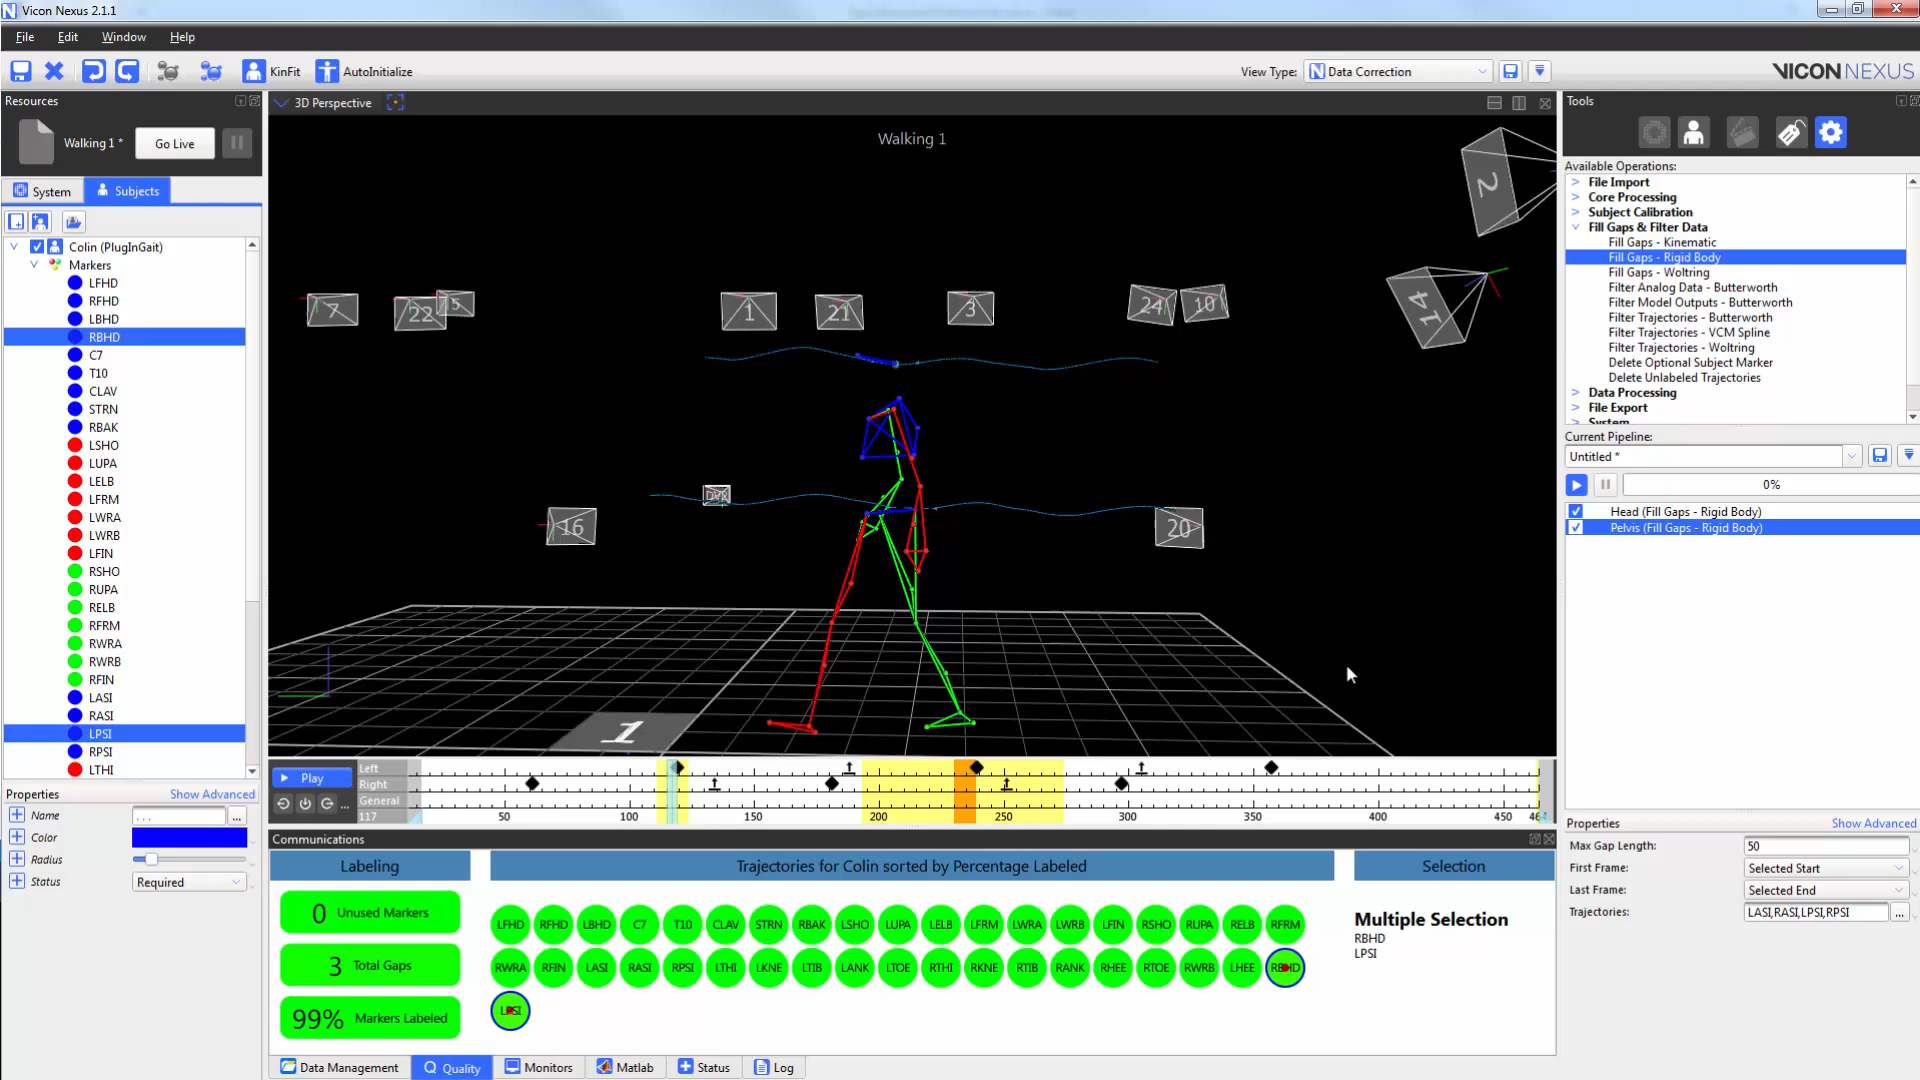 Vicon Nexus 2.1.1
File Edit Window Help
KinFit AutoInitialize View Type: Data Correction VICON NEXUS
Resources
Walling 1 * Go Live
System Subjects
Colin (PlugInGait)
Markers
LFHD
RFHD
LBHD
RBHD
C7
T10
CLAV
STRN
RBAK
LSHO
LUPA
LELB
LFRM
LWRA
LWRB
LFIN
RSHO
RUPA
RELB
RFRM
RWRA
RWRB
RFIN
LASI
RASI
LPSI
RPSI
LTHI
Properties Show Advanced
Name . . . ...
Color
Radius
Status Required
3D Perspective
Walking 1
2
14
7 22 5 1 21 3 24 10
DVR
16 20
1
Play Left
Right
General
117 50 100 150 200 250 300 350 400 450 464
Communications
Labeling Trajectories for Colin sorted by Percentage Labeled Selection
0 Unused Markers
3 Total Gaps
99% Markers Labeled
LFHD RFHD LBHD C7 T10 CLAV STRN RBAK LSHO LUPA LELB LFRM LWRA LWRB LFIN RSHO RUPA RELB RFRM
RWRA RFIN LASI RASI RPSI LTHI LKNE LTIB LANK LTOE RTHI RKNE RTIB RANK RHEE RTOE RWRB LHEE RBHD
LPSI
Multiple Selection
RBHD
LPSI
Data Management Quality Monitors Matlab Status Log
Tools
Available Operations:
File Import
Core Processing
Subject Calibration
Fill Gaps & Filter Data
Fill Gaps - Kinematic
Fill Gaps - Rigid Body
Fill Gaps - Woltring
Filter Analog Data - Butterworth
Filter Model Outputs - Butterworth
Filter Trajectories - Butterworth
Filter Trajectories - VCM Spline
Filter Trajectories - Woltring
Delete Optional Subject Marker
Delete Unlabeled Trajectories
Data Processing
File Export
System
Current Pipeline:
Untitled *
0%
Head (Fill Gaps - Rigid Body)
Pelvis (Fill Gaps - Rigid Body)
Properties Show Advanced
Max Gap Length: 50
First Frame: Selected Start
Last Frame: Selected End
Trajectories: LASI,RASI,LPSI,RPSI ...